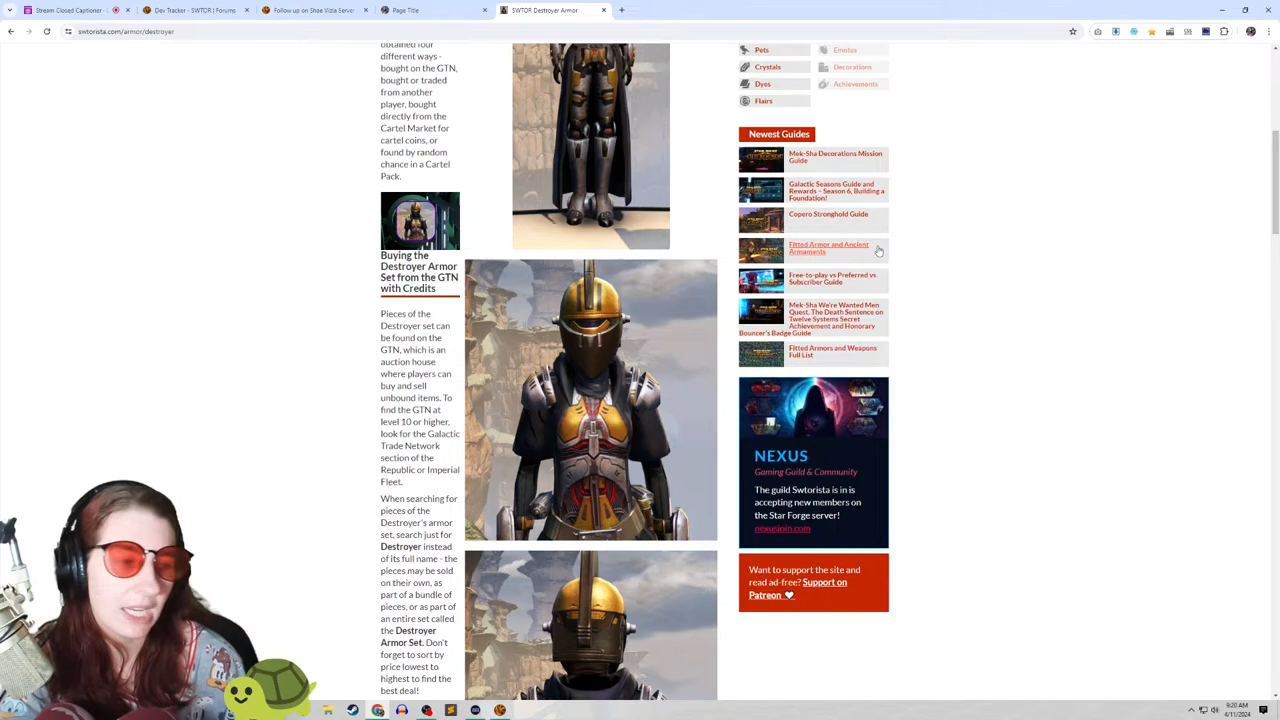 Stream Closed Captioner -
Dev Tracker - SWTOR | Forums
Follow up on Shae Vizla Server
Page Title
SWTOR Destroyer Armor
swtorista.com/armor/destroyer
obtained four
different ways -
bought on the GTN,
bought or traded
from another
player, bought
directly from the
Cartel Market for
cartel coins, or
found by random
chance in a Cartel
Pack.
Buying the
Destroyer Armor
Set from the GTN
with Credits
Pieces of the
Destroyer set can
be found on the
GTN, which is an
auction house
where players can
buy and sell
unbound items. To
find the GTN at
level 10 or higher,
look for the Galactic
Trade Network
section of the
Republic or Imperial
Fleet.
When searching for
pieces of the
Destroyer's armor
set, search just for
Destroyer instead
of its full name - the
pieces may be sold
on their own, as
part of a bundle of
pieces, or as part of
an entire set called
the Destroyer
Armor Set. Don't
forget to sort by
price lowest to
highest to find the
best deal!
Pets
Emotes
Crystals
Decorations
Dyes
Achievements
Flairs
Newest Guides
Mek-Sha Decorations Mission
Guide
Galactic Seasons Guide and
Rewards – Season 6, Building a
Foundation!
Copero Stronghold Guide
Fitted Armor and Ancient
Armaments
Free-to-play vs Preferred vs
Subscriber Guide
Mek-Sha We're Wanted Men
Quest, The Death Sentence on
Twelve Systems Secret
Achievement and Honorary
Bouncer's Badge Guide
Fitted Armors and Weapons
Full List
NEXUS
Gaming Guild & Community
The guild Swtorista is in is
accepting new members on
the Star Forge server!
nexusjoin.com
Want to support the site and
read ad-free? Support on
Patreon
9:20 AM
4/11/2024